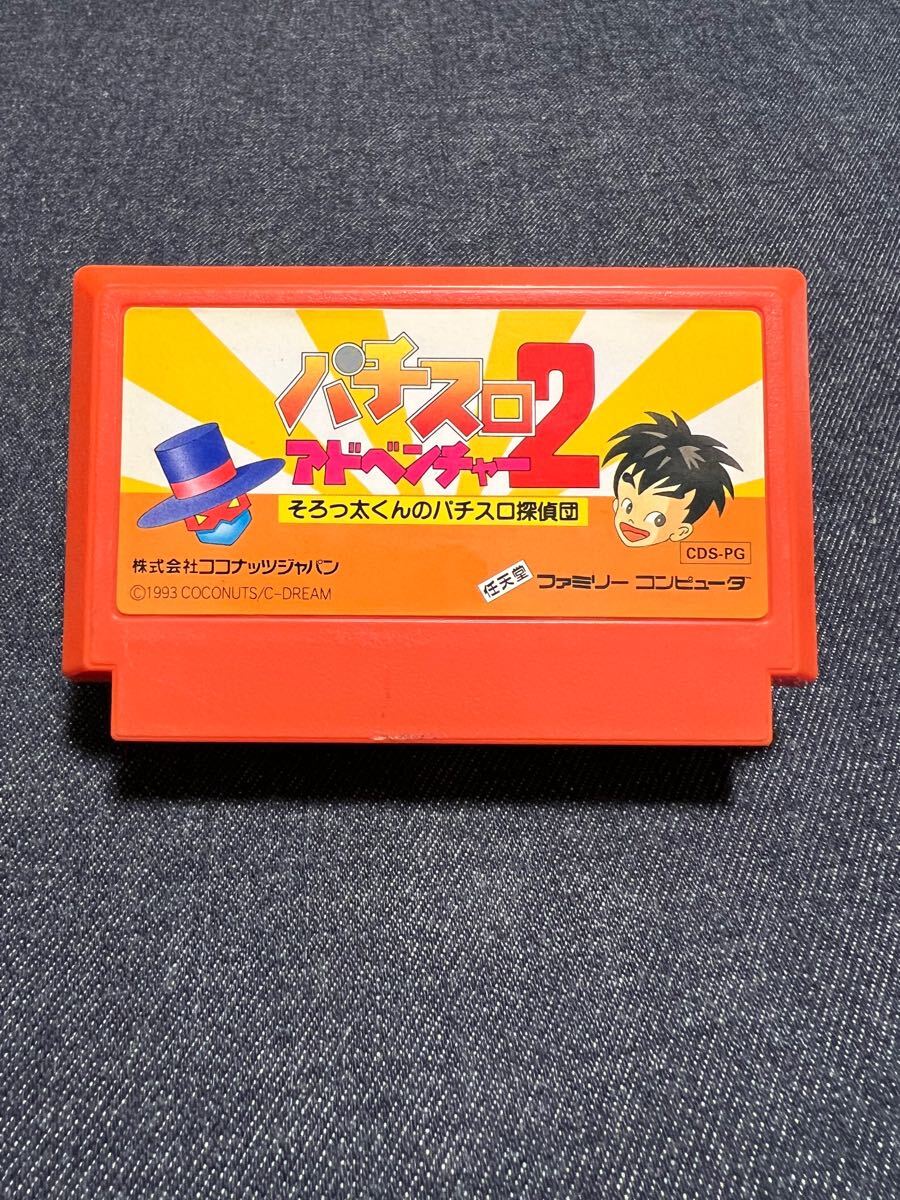 パチスロ
アドベンチャー2
そろっ太くんのパチスロ探偵団
株式会社ココナッツジャパン
©1993 COCONUTS/C-DREAM
CDS-PG
任天堂 ファミリー コンピュータ